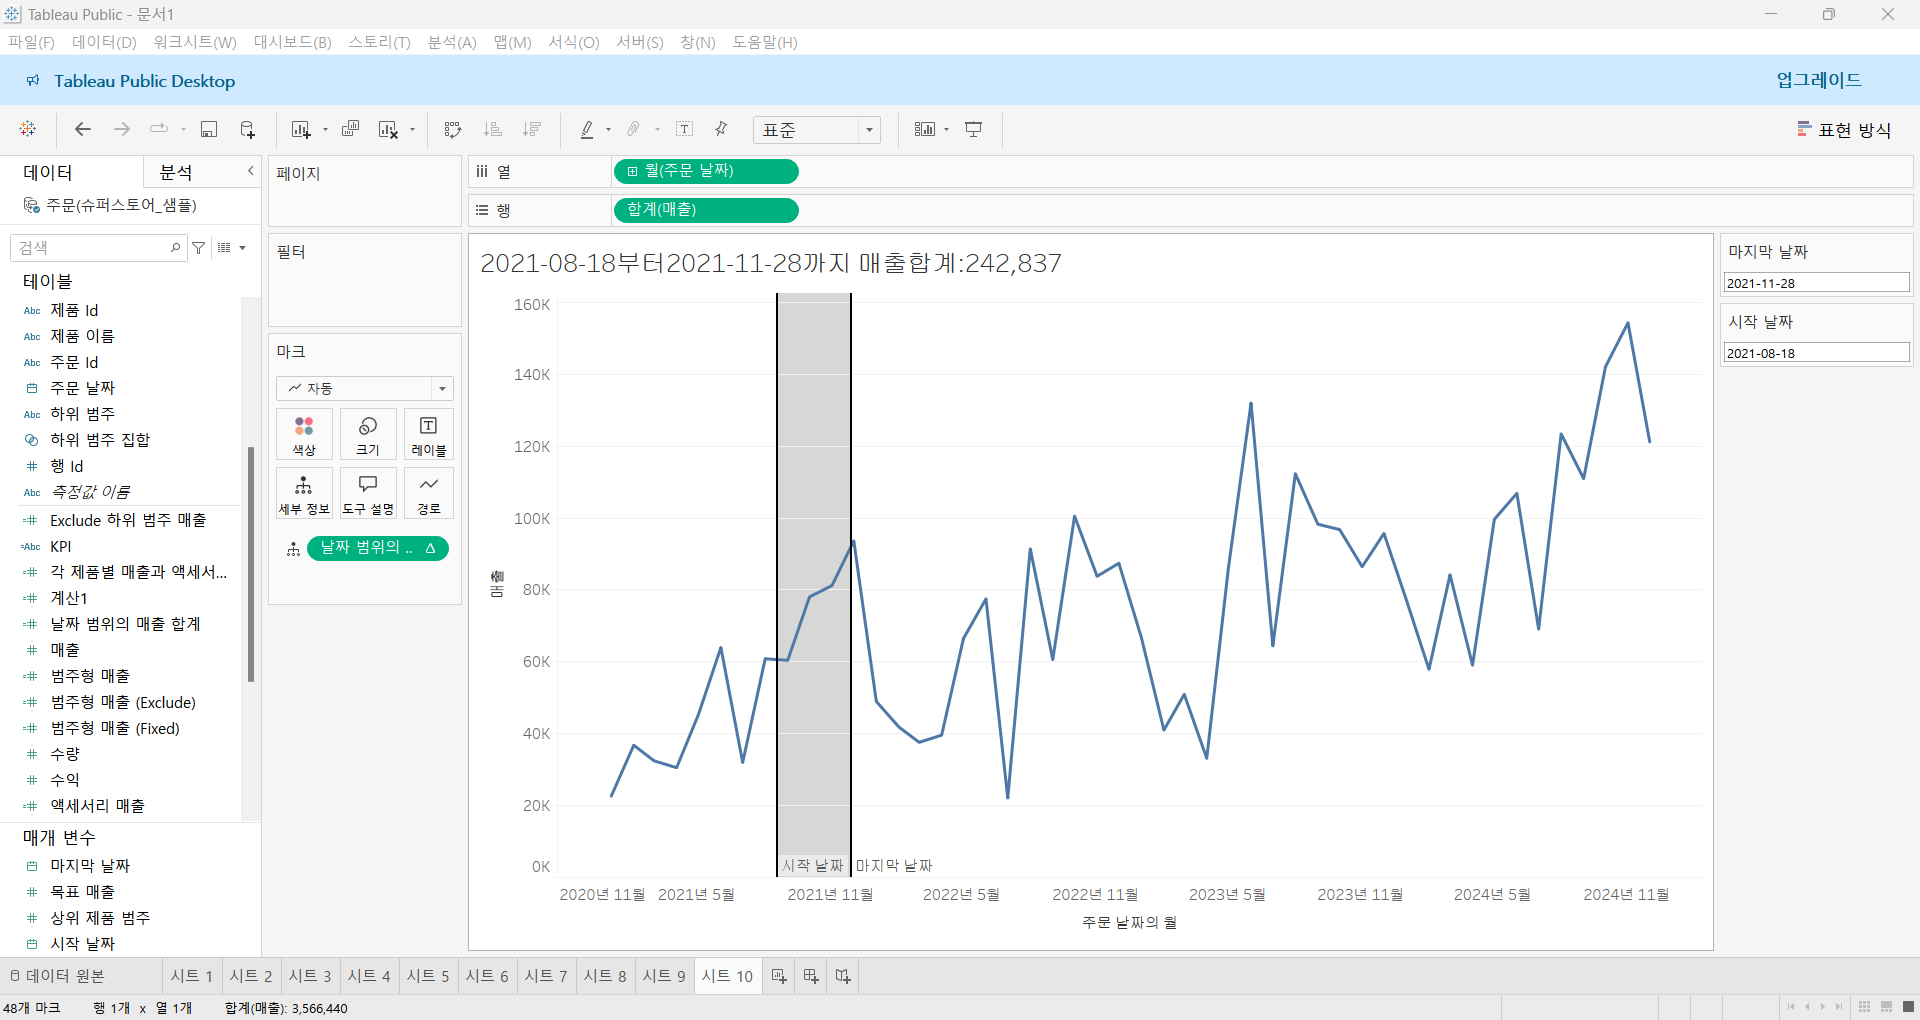 Tableau Public - 문서1
파일(F) 데이터(D) 워크시트(W) 대시보드(B) 스토리(T) 분석(A) 맵(M) 서식(O) 서버(S) 창(N) 도움말(H)
Tableau Public Desktop
업그레이드
표준
표현 방식
데이터
분석
주문(슈퍼스토어_샘플)
검색
테이블
Abc 제품 Id
Abc 제품 이름
Abc 주문 Id
주문 날짜
Abc 하위 범주
하위 범주 집합
# 행 Id
Abc 측정값 이름
=# Exclude 하위 범주 매출
=Abc KPI
=# 각 제품별 매출과 액세서...
=# 계산1
=# 날짜 범위의 매출 합계
# 매출
=# 범주형 매출
=# 범주형 매출 (Exclude)
=# 범주형 매출 (Fixed)
# 수량
# 수익
=# 액세서리 매출
매개 변수
마지막 날짜
# 목표 매출
# 상위 제품 범주
시작 날짜
페이지
필터
마크
자동
색상
크기
레이블
세부 정보
도구 설명
경로
날짜 범위의 .. Δ
열
월(주문 날짜)
행
합계(매출)
2021-08-18부터2021-11-28까지 매출합계:242,837
160K
140K
120K
100K
80K
60K
40K
20K
0K
매출
시작 날짜
마지막 날짜
2020년 11월 2021년 5월 2021년 11월 2022년 5월 2022년 11월 2023년 5월 2023년 11월 2024년 5월 2024년 11월
주문 날짜의 월
마지막 날짜
2021-11-28
시작 날짜
2021-08-18
데이터 원본
시트 1 시트 2 시트 3 시트 4 시트 5 시트 6 시트 7 시트 8 시트 9 시트 10
48개 마크 행 1개 x 열 1개 합계(매출): 3,566,440